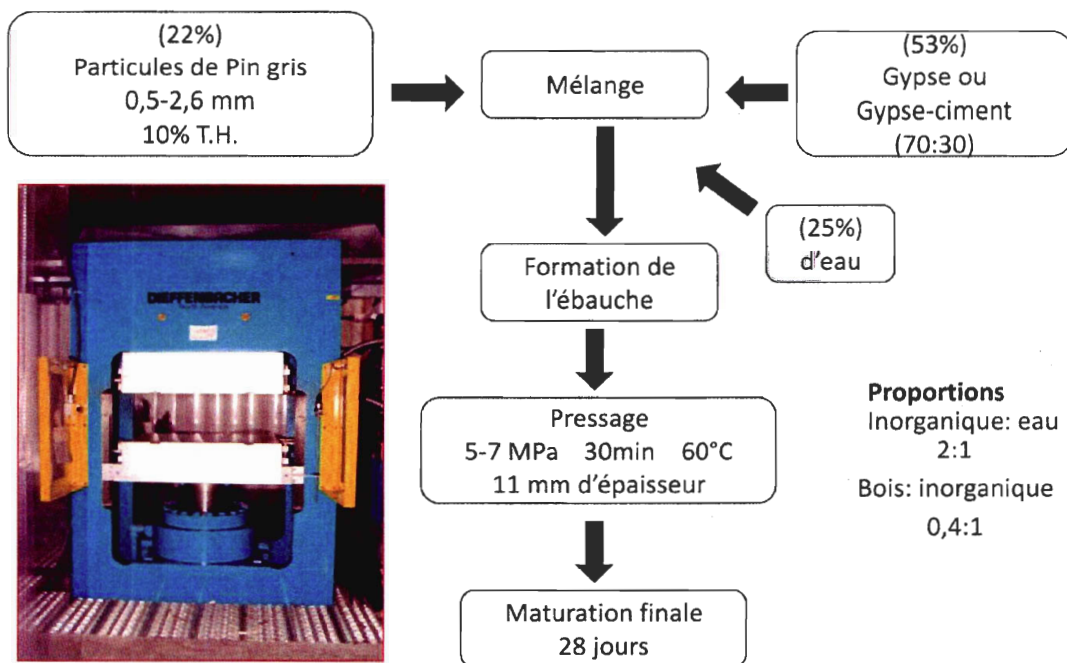 (22%)
Particules de Pin gris
0,5-2,6 mm
10% T.H.
Mélange
(53%)
Gypse ou
Gypse-ciment
(70:30)
(25%)
d'eau
Formation de
l'ébauche
DIEFFENBACHER
Pressage
5-7 MPa 30min 60°C
11 mm d'épaisseur
Proportions
Inorganique: eau
2:1
Bois: inorganique
0,4:1
Maturation finale
28 jours